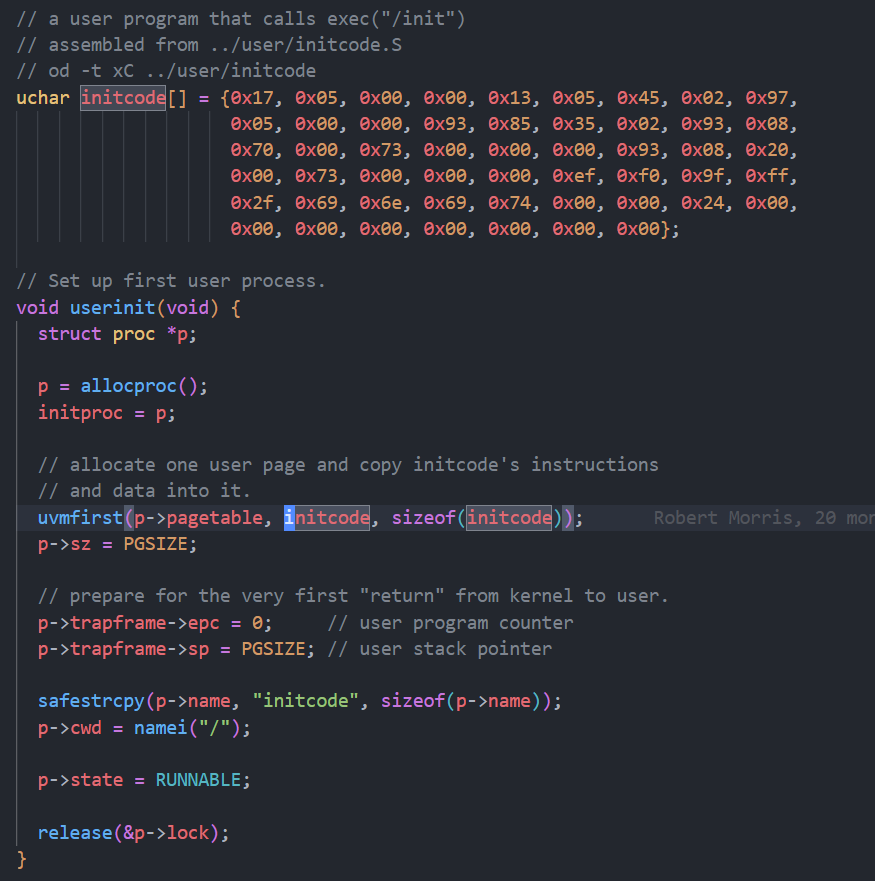 // a user program that calls exec("/init")
// assembled from ../user/initcode.S
// od -t xC ../user/initcode
uchar initcode[] = {0x17, 0x05, 0x00, 0x00, 0x13, 0x05, 0x45, 0x02, 0x97,
0x05, 0x00, 0x00, 0x93, 0x85, 0x35, 0x02, 0x93, 0x08,
0x70, 0x00, 0x73, 0x00, 0x00, 0x00, 0x93, 0x08, 0x20,
0x00, 0x73, 0x00, 0x00, 0x00, 0xef, 0xf0, 0x9f, 0xff,
0x2f, 0x69, 0x6e, 0x69, 0x74, 0x00, 0x00, 0x24, 0x00,
0x00, 0x00, 0x00, 0x00, 0x00, 0x00, 0x00};
// Set up first user process.
void userinit(void) {
struct proc *p;
p = allocproc();
initproc = p;
// allocate one user page and copy initcode's instructions
// and data into it.
uvmfirst(p->pagetable, initcode, sizeof(initcode)); Robert Morris, 20 mon
p->sz = PGSIZE;
// prepare for the very first "return" from kernel to user.
p->trapframe->epc = 0; // user program counter
p->trapframe->sp = PGSIZE; // user stack pointer
safestrcpy(p->name, "initcode", sizeof(p->name));
p->cwd = namei("/");
p->state = RUNNABLE;
release(&p->lock);
}